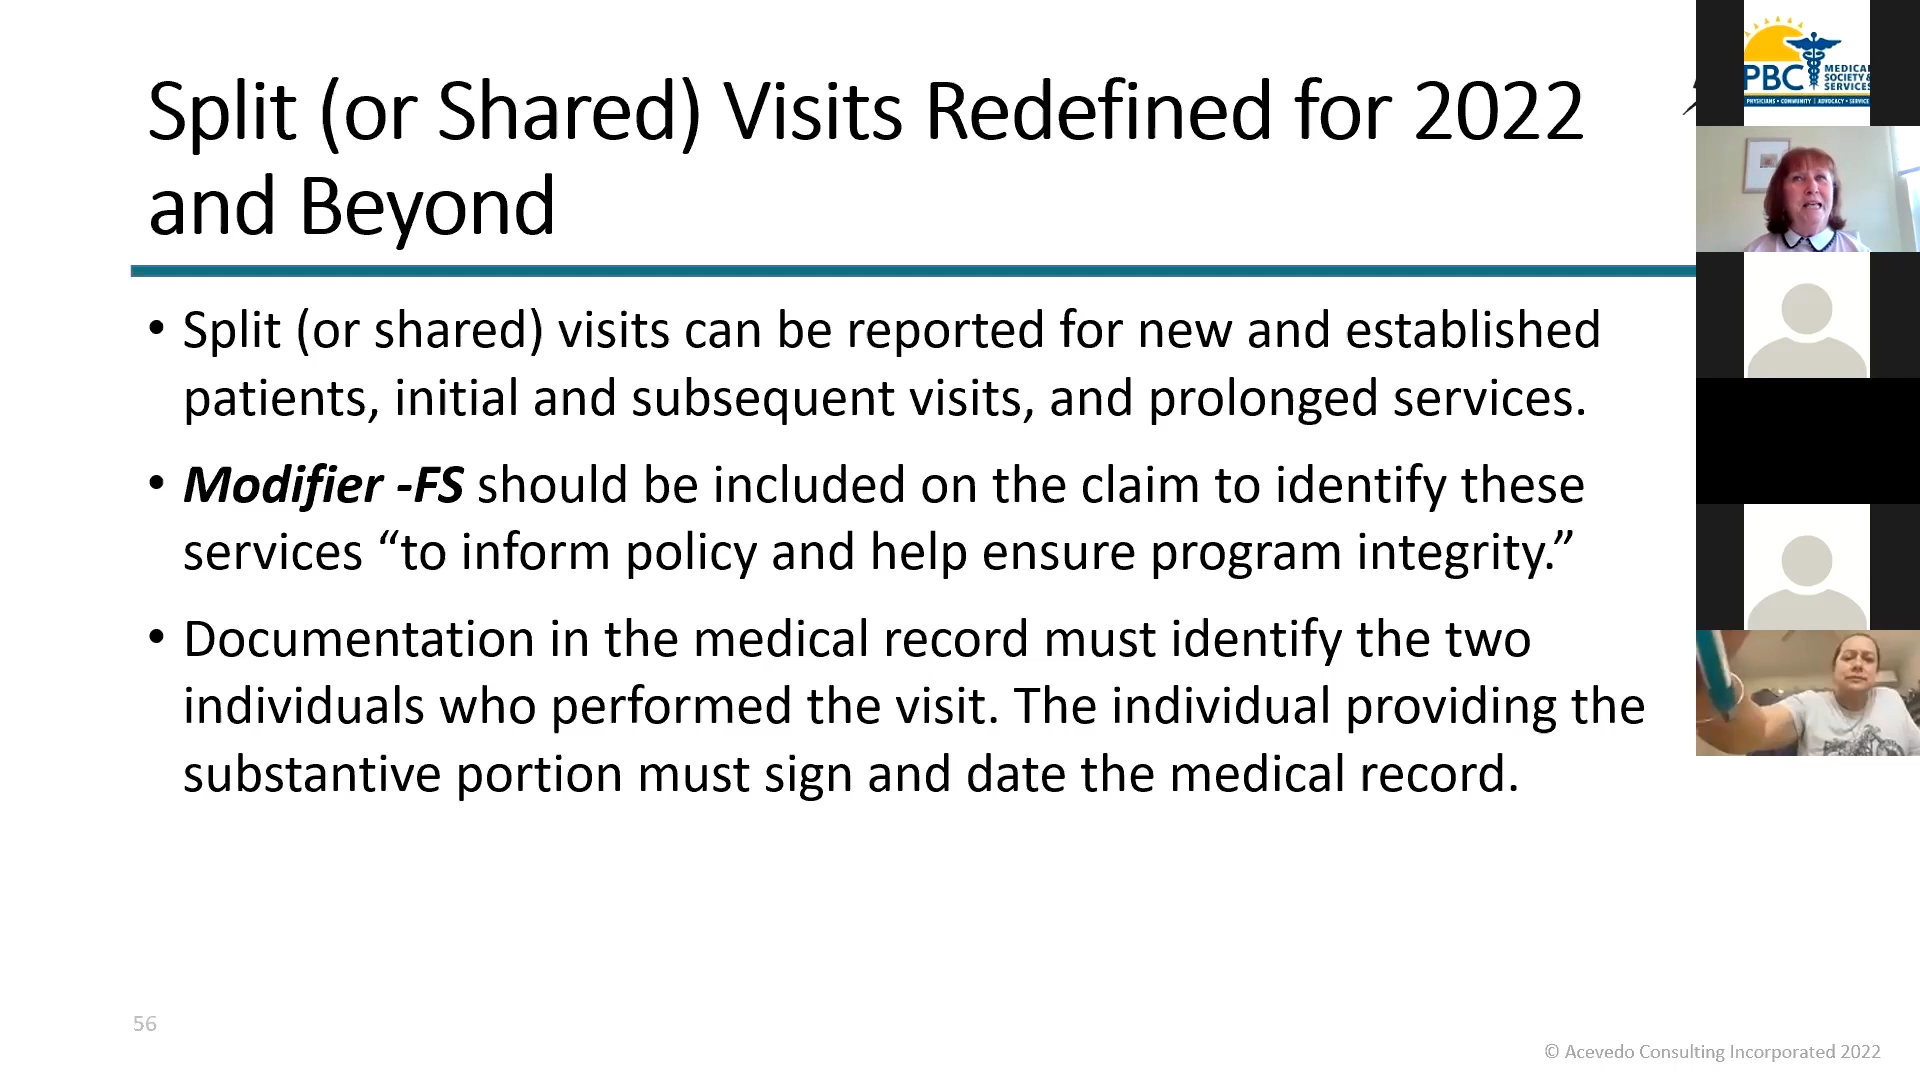 Split (or Shared) Visits Redefined for 2022
and Beyond
• Split (or shared) visits can be reported for new and established
patients, initial and subsequent visits, and prolonged services.
• Modifier -FS should be included on the claim to identify these
services “to inform policy and help ensure program integrity.”
• Documentation in the medical record must identify the two
individuals who performed the visit. The individual providing the
substantive portion must sign and date the medical record.
56
© Acevedo Consulting Incorporated 2022
PBC
MEDICAL
SOCIETY &
SERVICES
PHYSICIANS • COMMUNITY | ADVOCACY • SERVICE